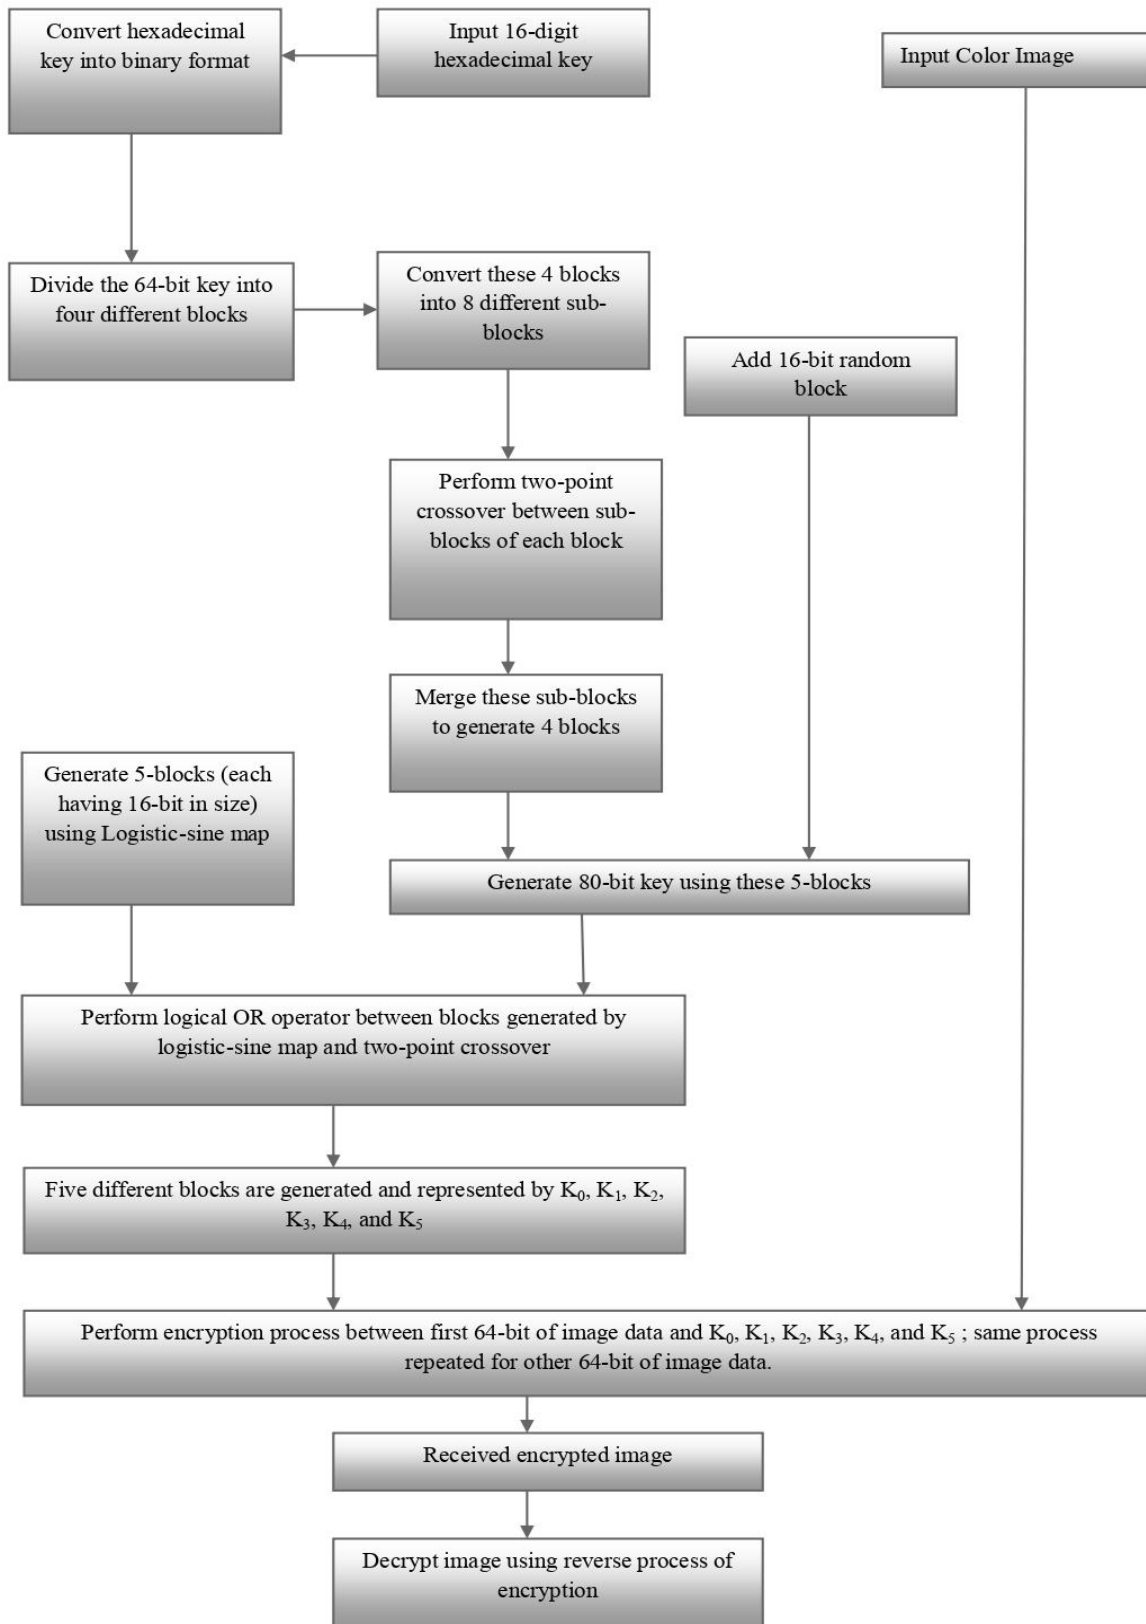 Convert hexadecimal
key into binary format
Input 16-digit
hexadecimal key
Input Color Image
Divide the 64-bit key into
four different blocks
Convert these 4 blocks
into 8 different sub-
blocks
Add 16-bit random
block
Perform two-point
crossover between sub-
blocks of each block
Merge these sub-blocks
to generate 4 blocks
Generate 5-blocks (each
having 16-bit in size)
using Logistic-sine map
Generate 80-bit key using these 5-blocks
Perform logical OR operator between blocks generated by
logistic-sine map and two-point crossover
Five different blocks are generated and represented by K₀, K₁, K₂,
K₃, K₄, and K₅
Perform encryption process between first 64-bit of image data and K₀, K₁, K₂, K₃, K₄, and K₅ ; same process
repeated for other 64-bit of image data.
Received encrypted image
Decrypt image using reverse process of
encryption